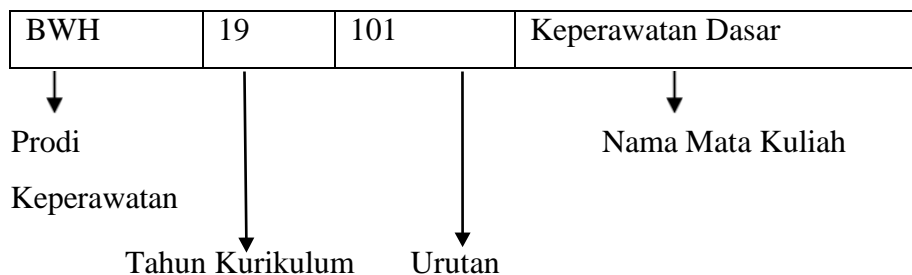 BWH 19 101 Keperawatan Dasar
Prodi
Keperawatan
Nama Mata Kuliah
Tahun Kurikulum Urutan